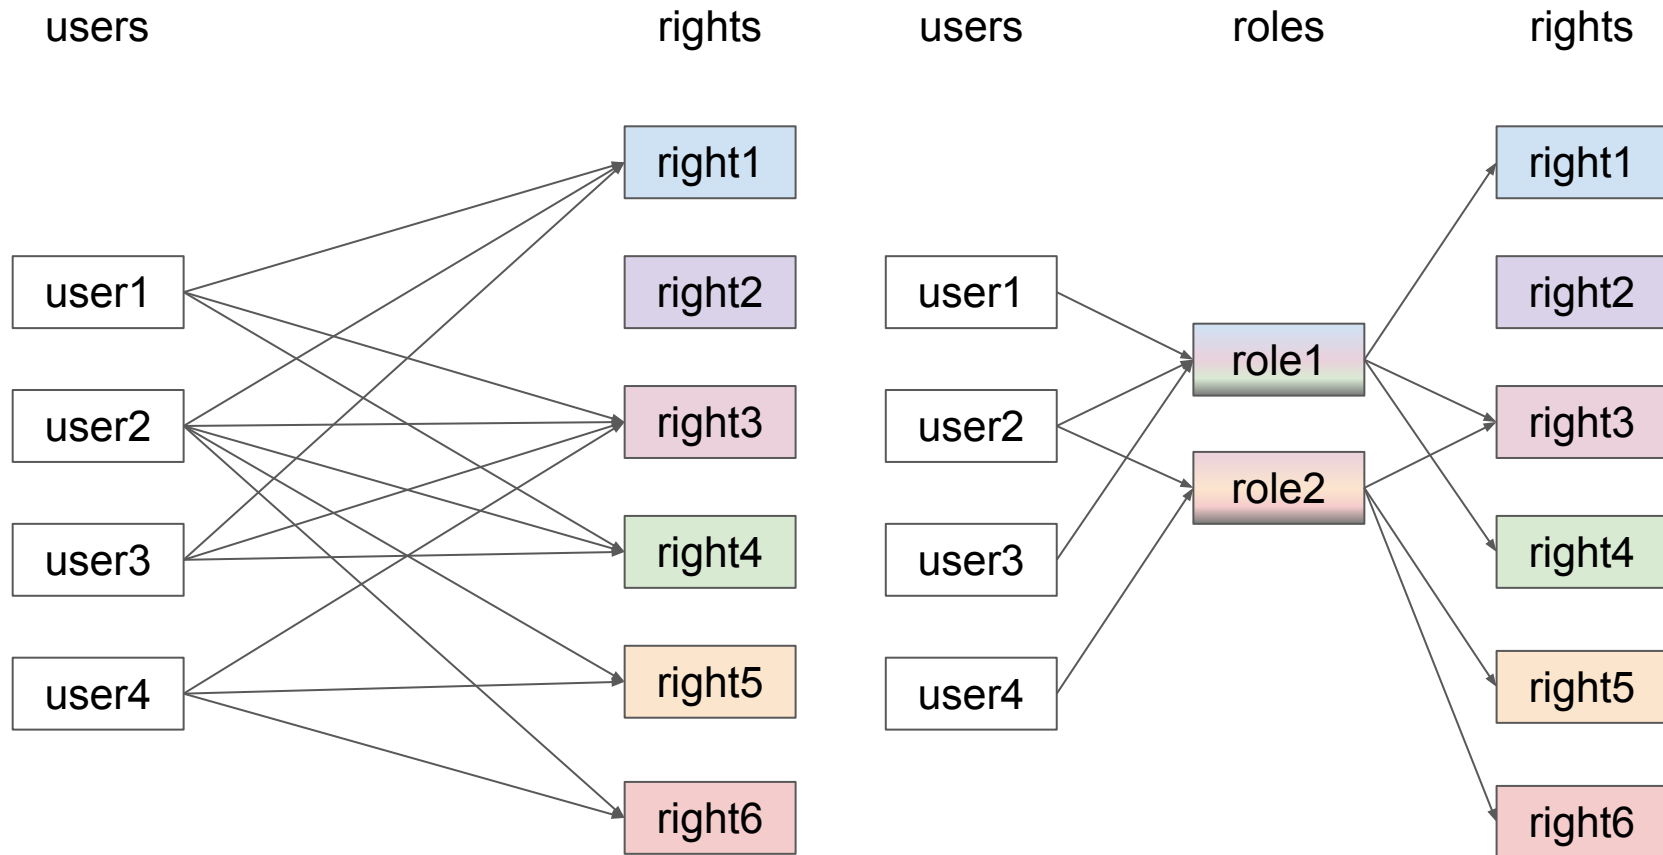 users
rights
users
roles
rights
right1
right1
user1
right2
user1
right2
role1
user2
right3
user2
right3
role2
user3
right4
user3
right4
user4
right5
user4
right5
right6
right6